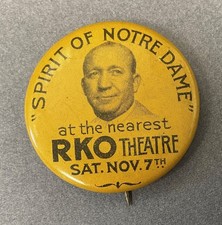 "SPIRIT OF NOTRE DAME"
at the nearest
RKO THEATRE
SAT. NOV. 7TH